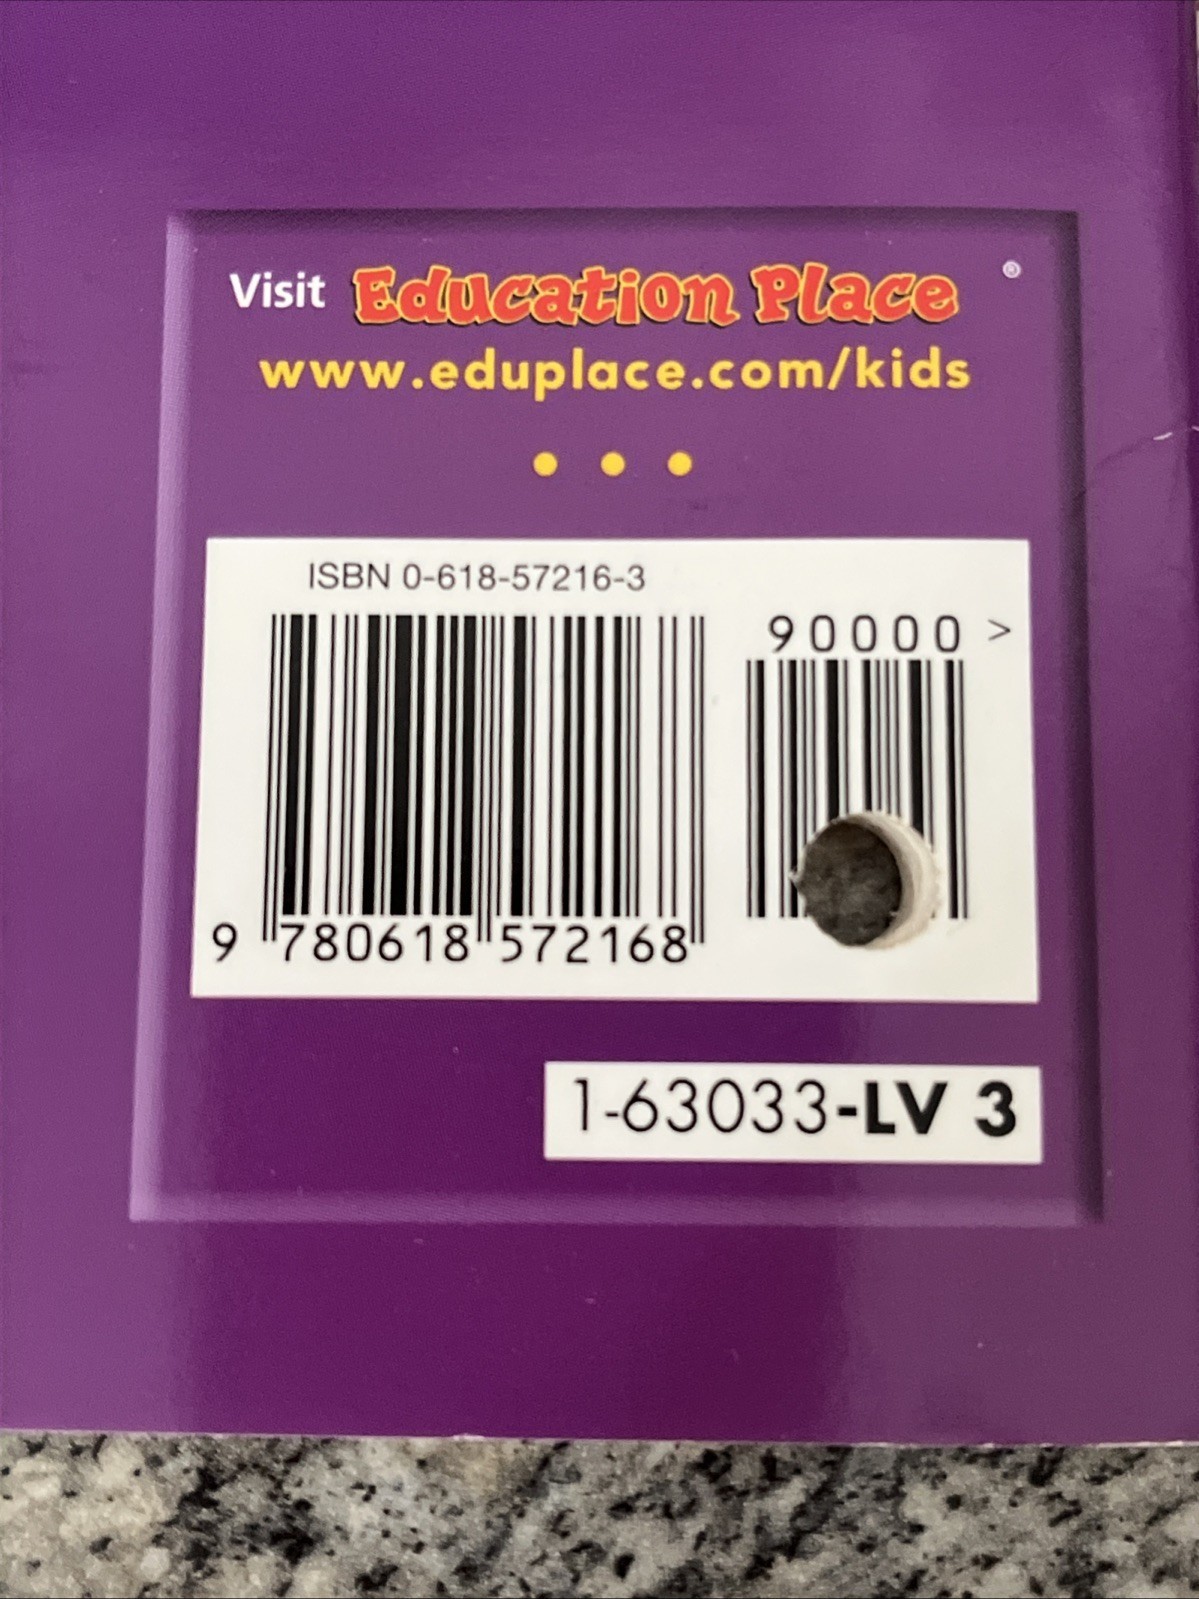 Visit Education Place ®
www.eduplace.com/kids
ISBN 0-618-57216-3
90000 >
9 780618 572168
1-63033-LV 3